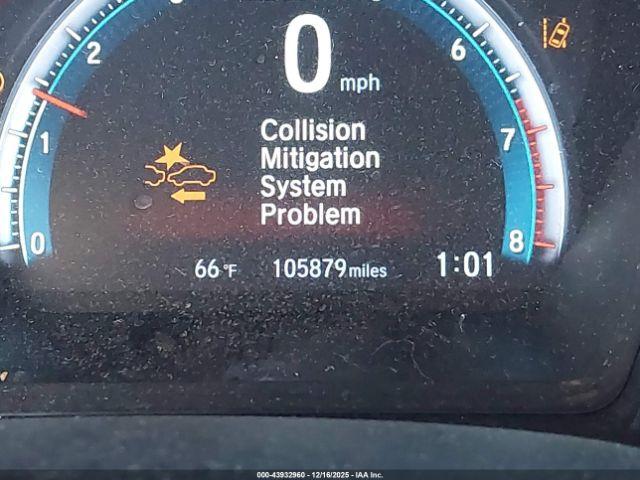 2
6
0 mph
1
7
Collision
Mitigation
System
Problem
0
8
66°F 105879 miles 1:01
000-43932960 - 12/16/2025 - IAA Inc.